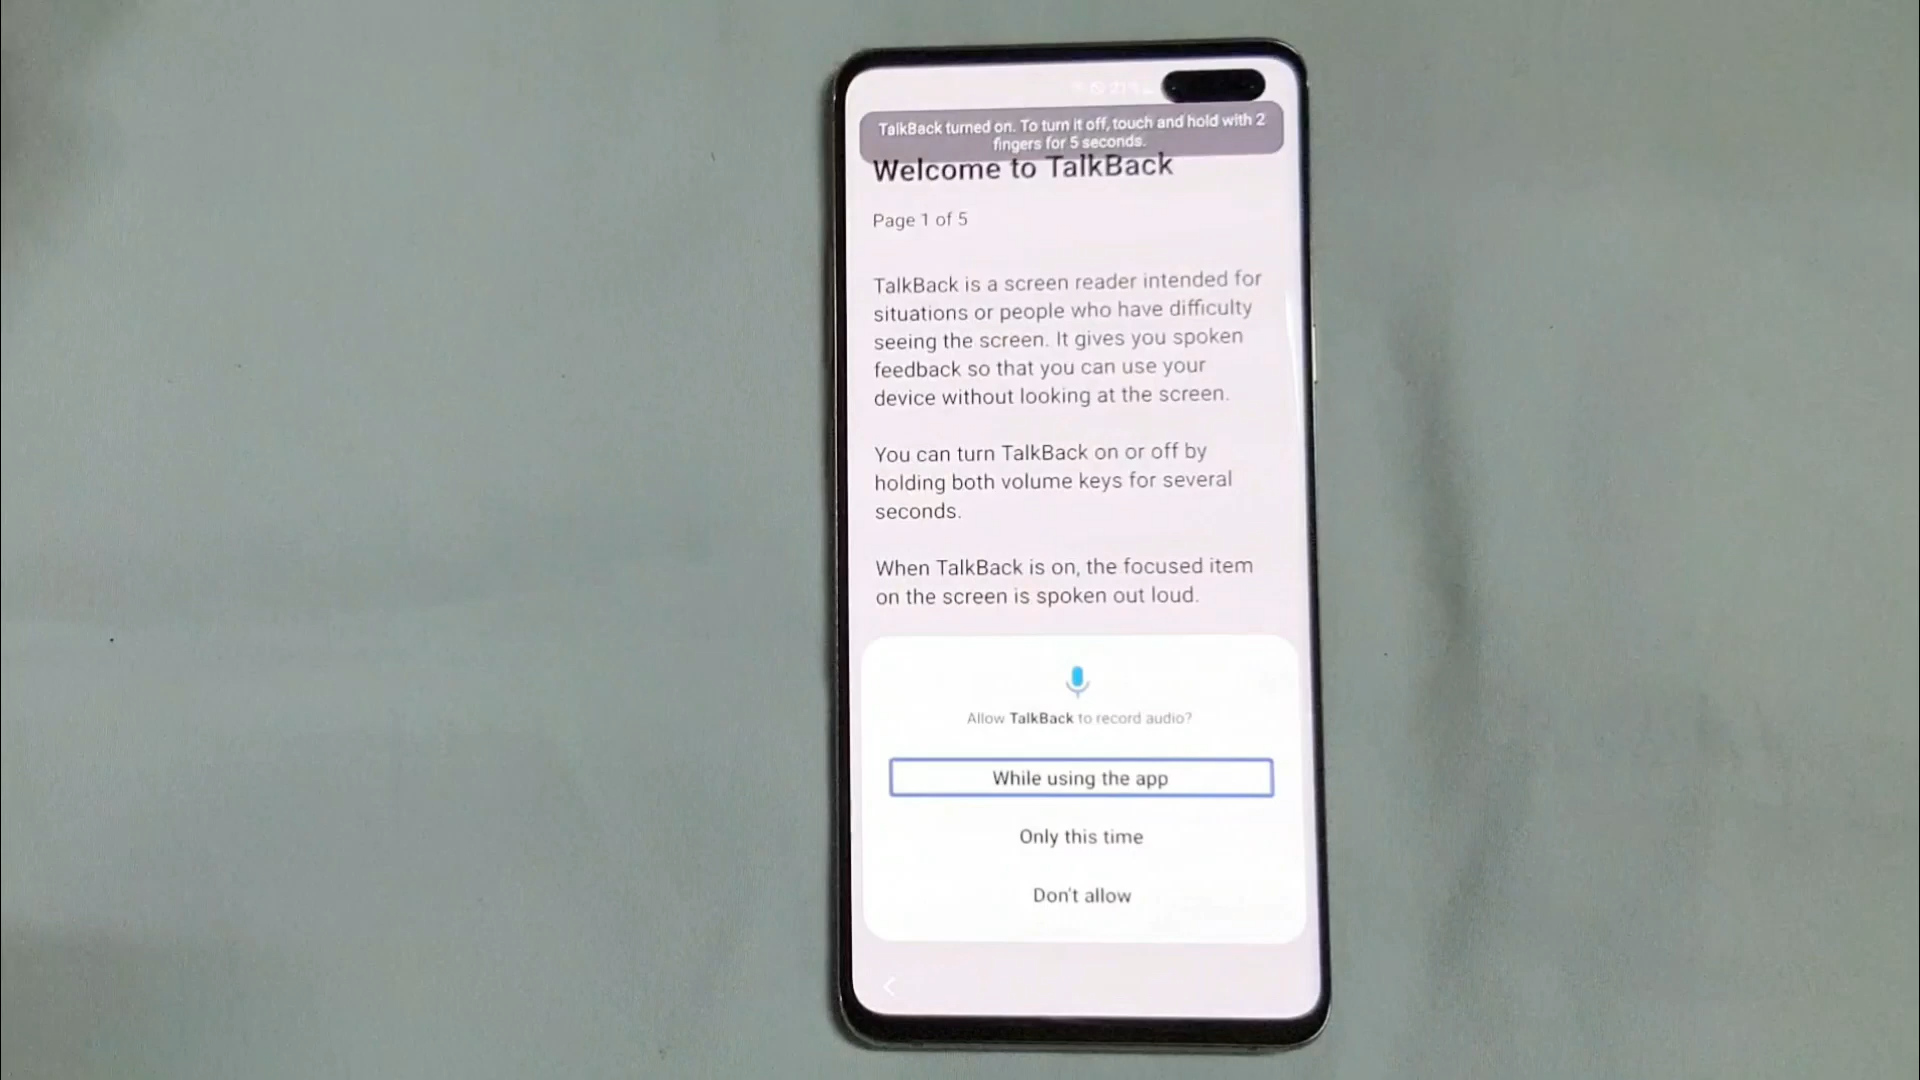 TalkBack turned on. To turn it off, touch and hold with 2
fingers for 5 seconds.
Welcome to TalkBack
Page 1 of 5
TalkBack is a screen reader intended for
situations or people who have difficulty
seeing the screen. It gives you spoken
feedback so that you can use your
device without looking at the screen.
You can turn TalkBack on or off by
holding both volume keys for several
seconds.
When TalkBack is on, the focused item
on the screen is spoken out loud.
Allow TalkBack to record audio?
While using the app
Only this time
Don't allow